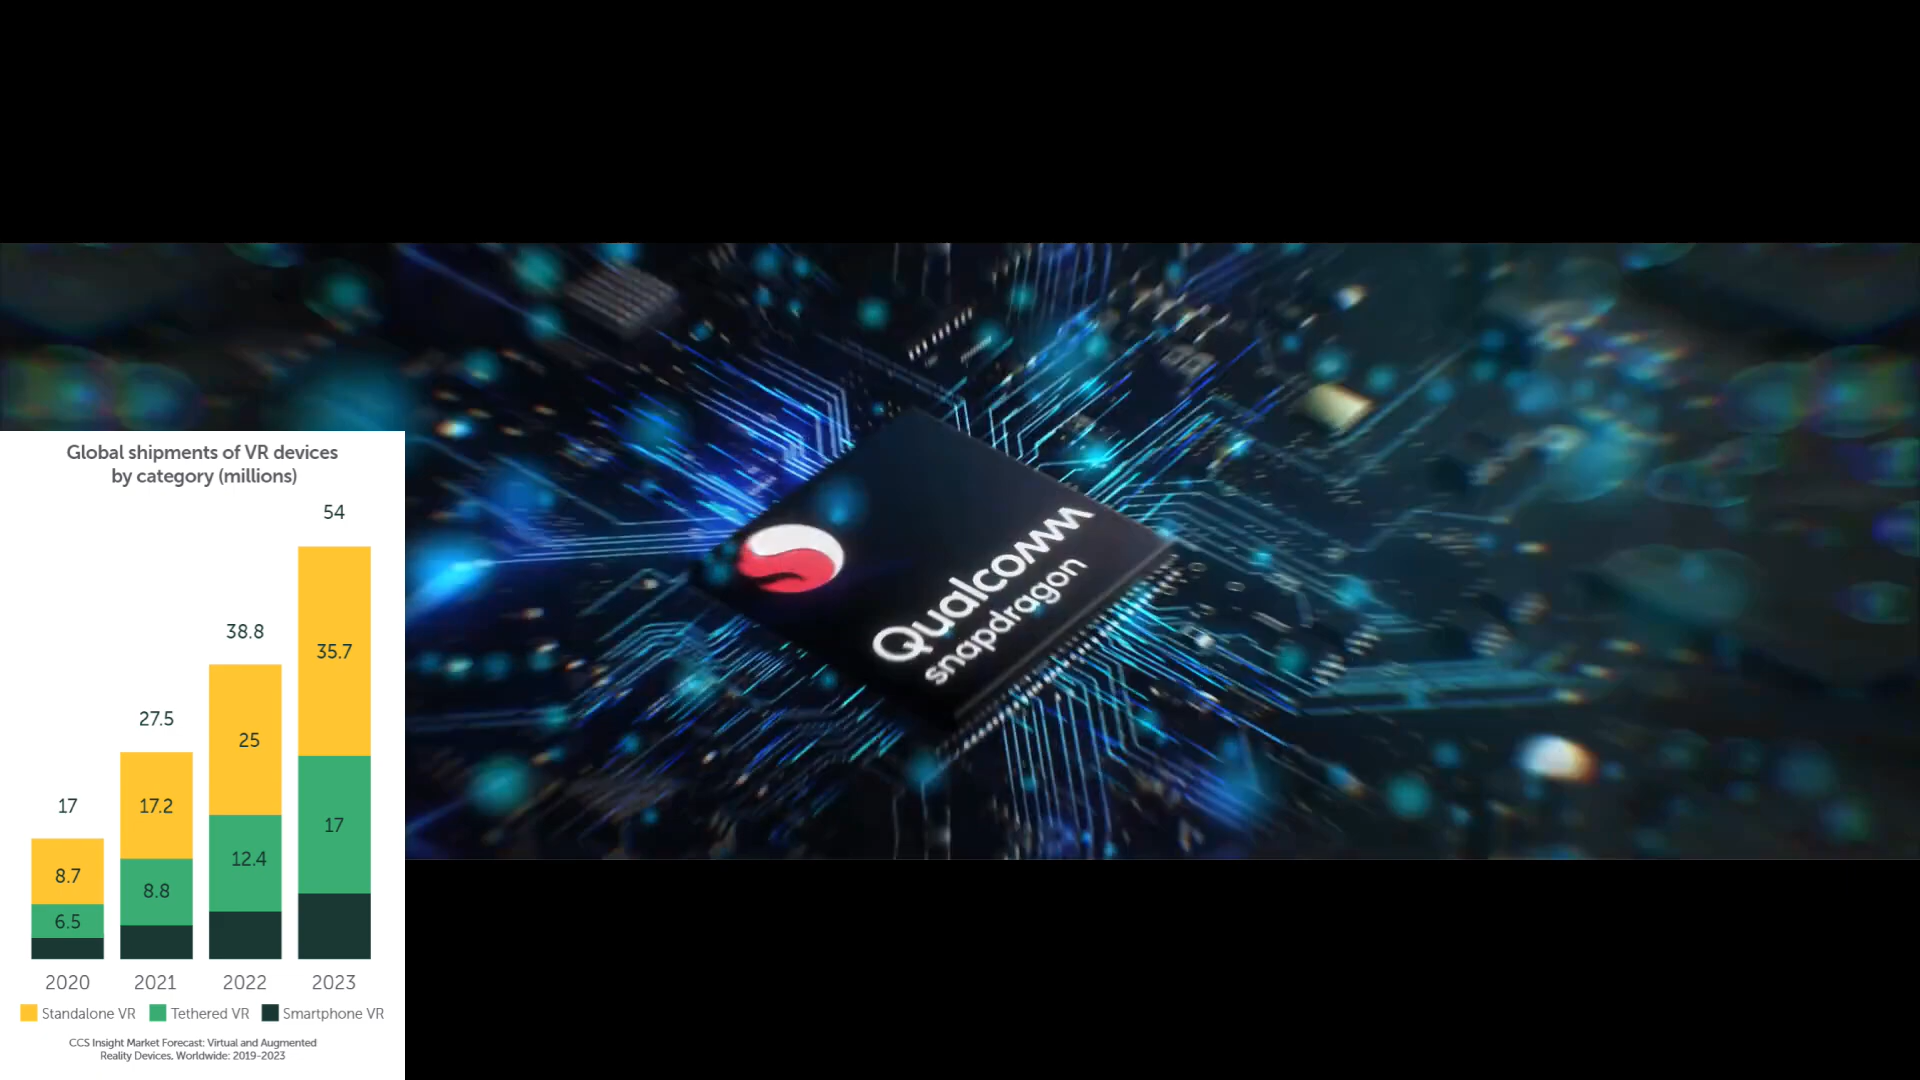 Global shipments of VR devices
by category (millions)
54
38.8
35.7
27.5
25
17
17.2
17
12.4
8.7
8.8
6.5
2020 2021 2022 2023
Standalone VR Tethered VR Smartphone VR
CCS Insight Market Forecast: Virtual and Augmented
Reality Devices, Worldwide: 2019-2023
Qualcomm
snapdragon